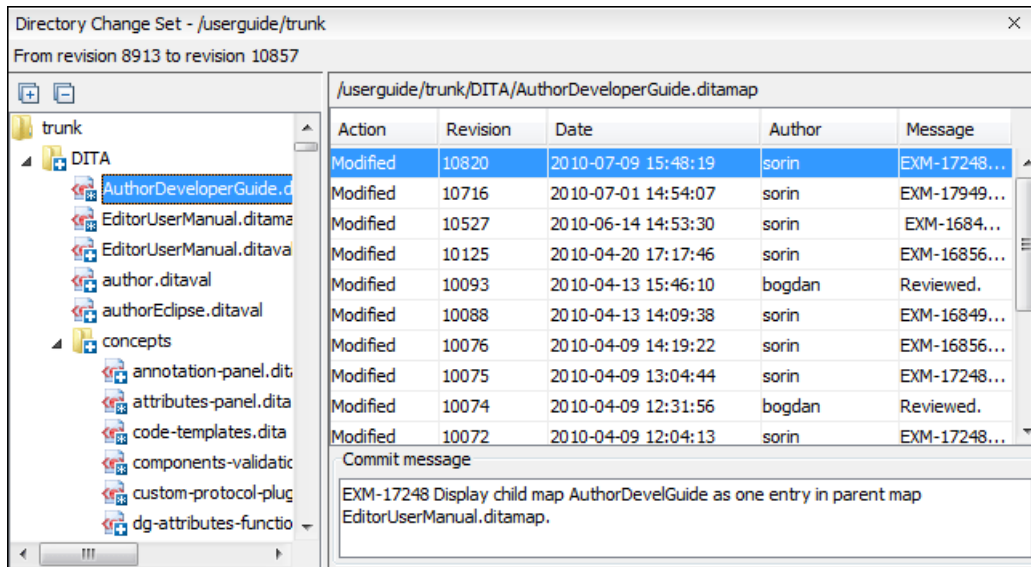 Directory Change Set - /userguide/trunk
From revision 8913 to revision 10857
trunk
DITA
AuthorDeveloperGuide.d
EditorUserManual.ditama
EditorUserManual.ditaval
author.ditaval
authorEclipse.ditaval
concepts
annotation-panel.dita
attributes-panel.dita
code-templates.dita
components-validatic
custom-protocol-plug
dg-attributes-functio
/userguide/trunk/DITA/AuthorDeveloperGuide.ditamap
Action Revision Date Author Message
Modified 10820 2010-07-09 15:48:19 sorin EXM-17248...
Modified 10716 2010-07-01 14:54:07 sorin EXM-17949...
Modified 10527 2010-06-14 14:53:30 sorin EXM-1684...
Modified 10125 2010-04-20 17:17:46 sorin EXM-16856...
Modified 10093 2010-04-13 15:46:10 bogdan Reviewed.
Modified 10088 2010-04-13 14:09:38 sorin EXM-16849...
Modified 10076 2010-04-09 14:19:22 sorin EXM-16856...
Modified 10075 2010-04-09 13:04:44 sorin EXM-17248...
Modified 10074 2010-04-09 12:31:56 bogdan Reviewed.
Modified 10072 2010-04-09 12:04:13 sorin EXM-17248...
Commit message
EXM-17248 Display child map AuthorDevelGuide as one entry in parent map
EditorUserManual.ditamap.